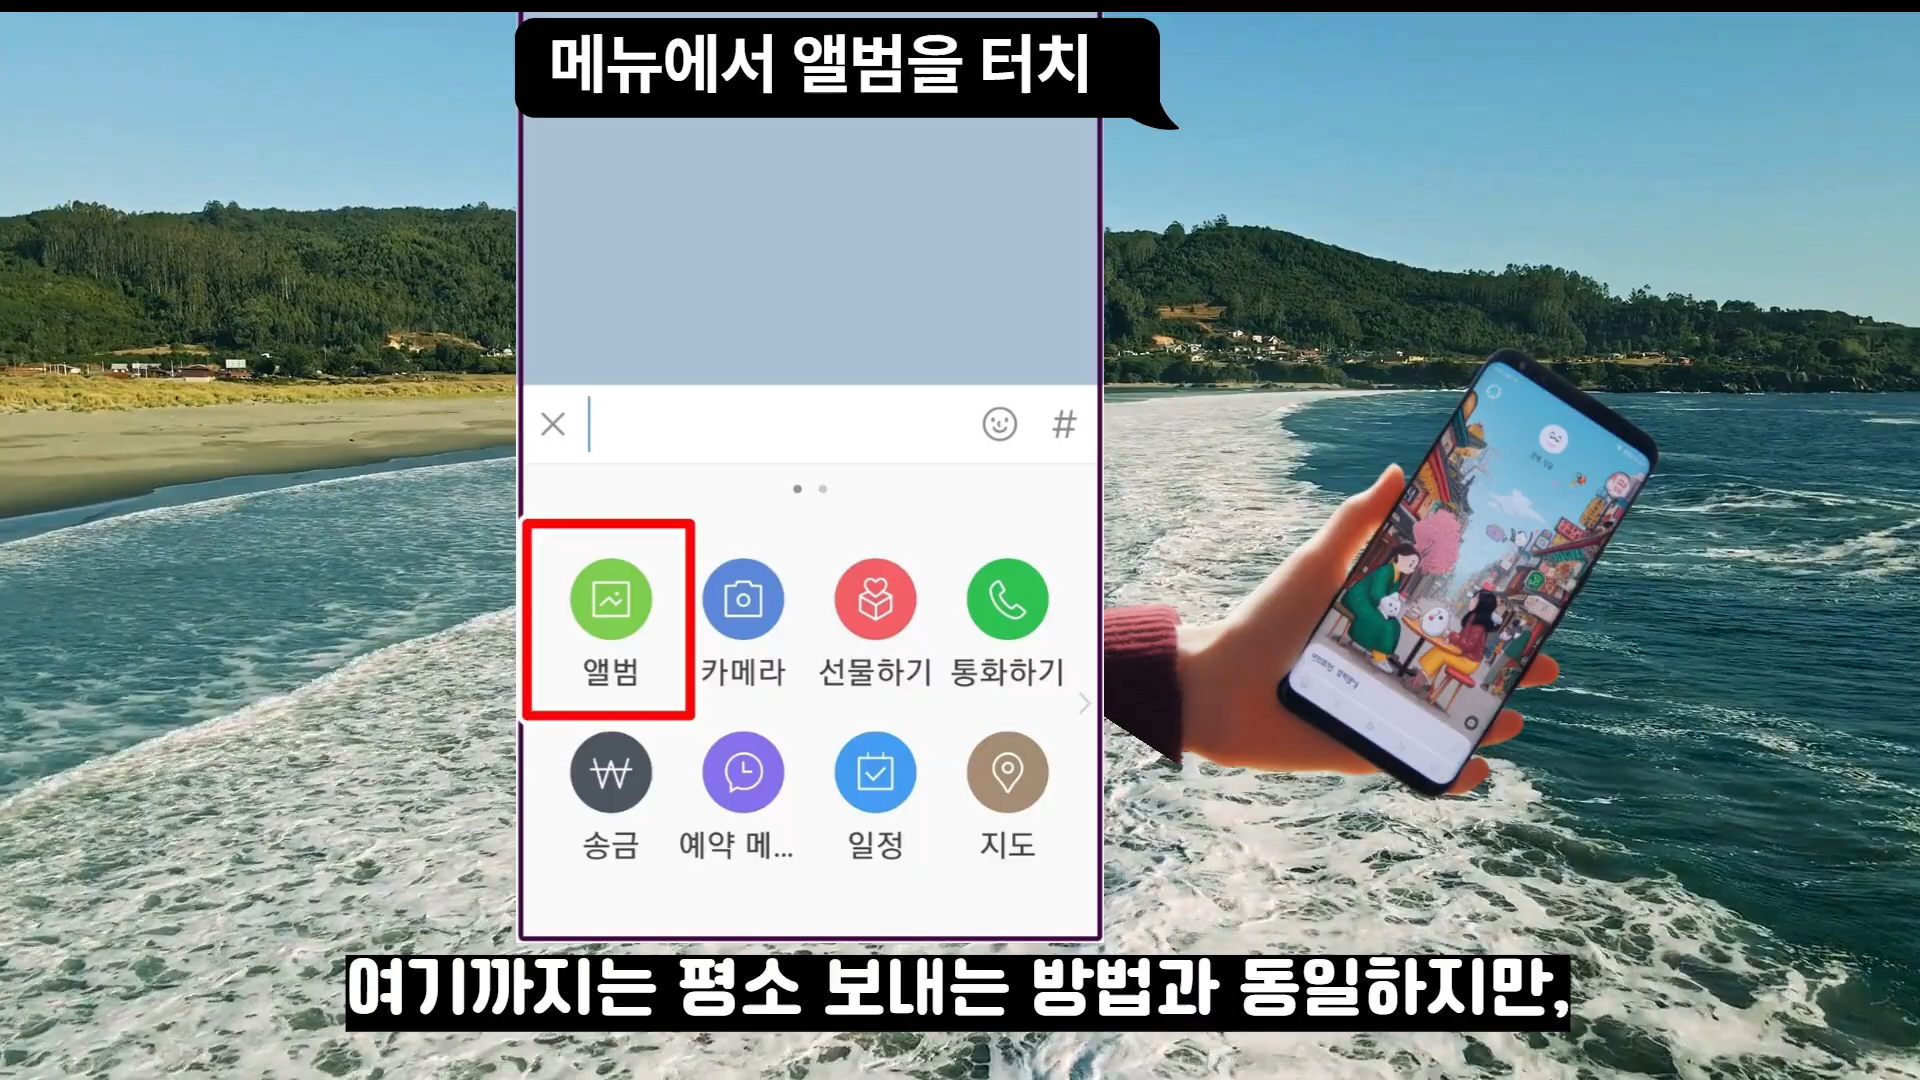 메뉴에서 앨범을 터치
#
앨범 카메라 선물하기 통화하기
송금 예약 메... 일정 지도
여기까지는 평소 보내는 방법과 동일하지만,